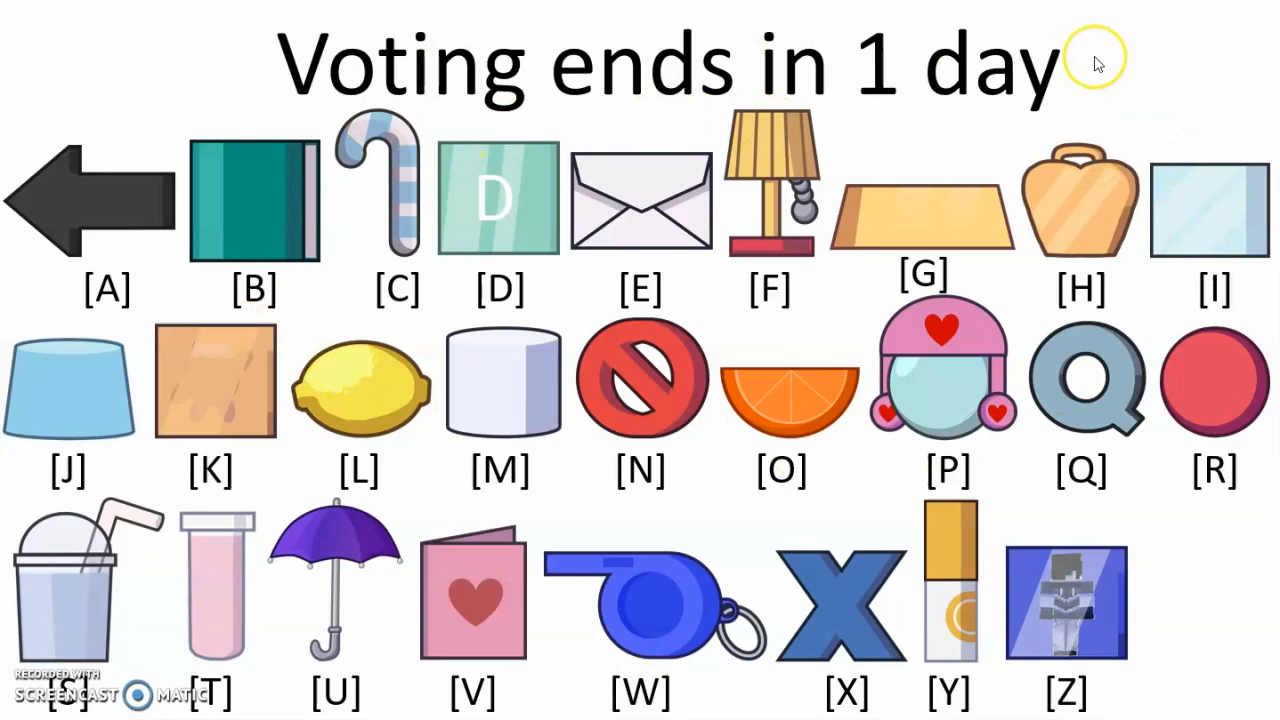 Voting ends in 1 day
D
[A] [B] [C] [D] [E] [F] [G] [H] [I]
[J] [K] [L] [M] [N] [O] [P] [Q] [R]
RECORDED WITH
SCREENCAST MATIC
[S] [T] [U] [V] [W] [X] [Y] [Z]